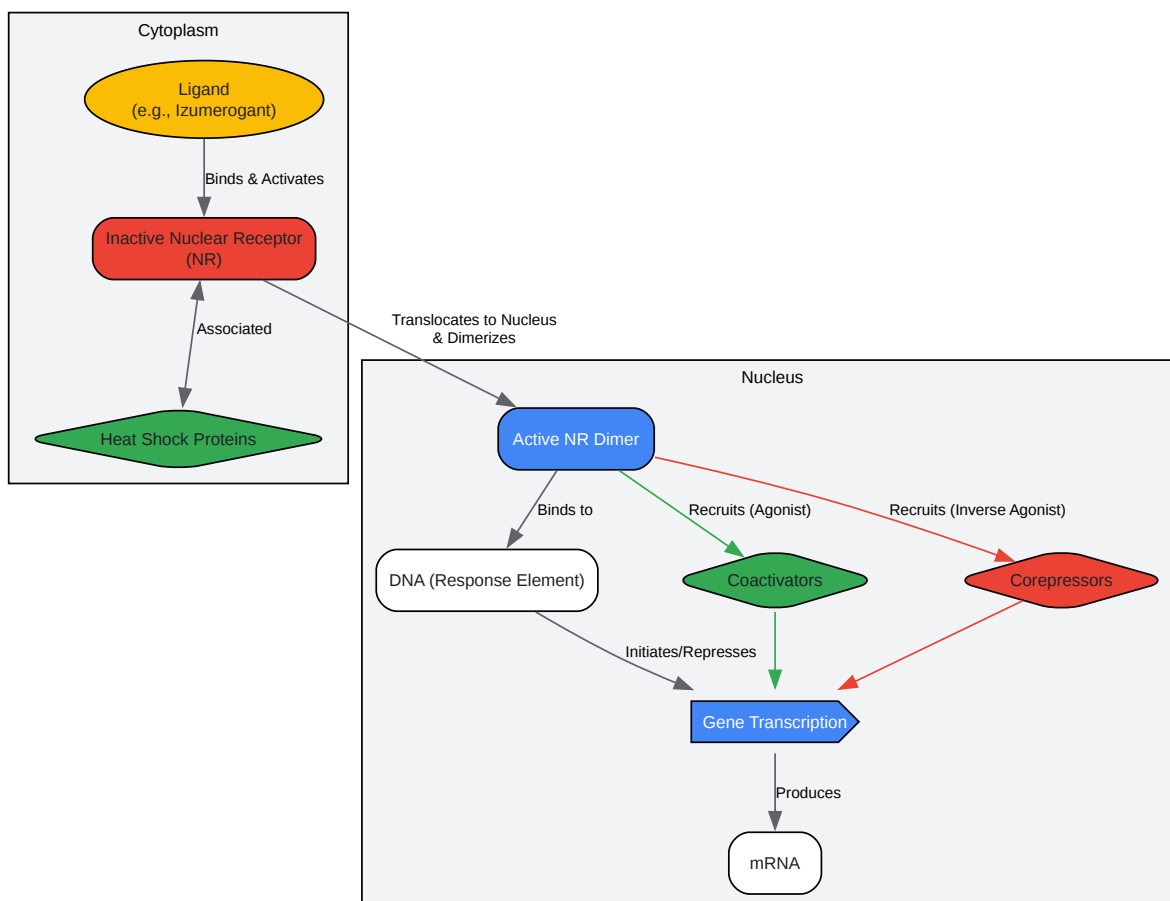 Cytoplasm
Ligand
(e.g., Izumerogant)
Binds & Activates
Inactive Nuclear Receptor
(NR)
Associated
Heat Shock Proteins
Translocates to Nucleus
& Dimerizes
Nucleus
Active NR Dimer
Binds to
Recruits (Agonist)
Recruits (Inverse Agonist)
DNA (Response Element)
Coactivators
Corepressors
Initiates/Represses
Gene Transcription
Produces
mRNA